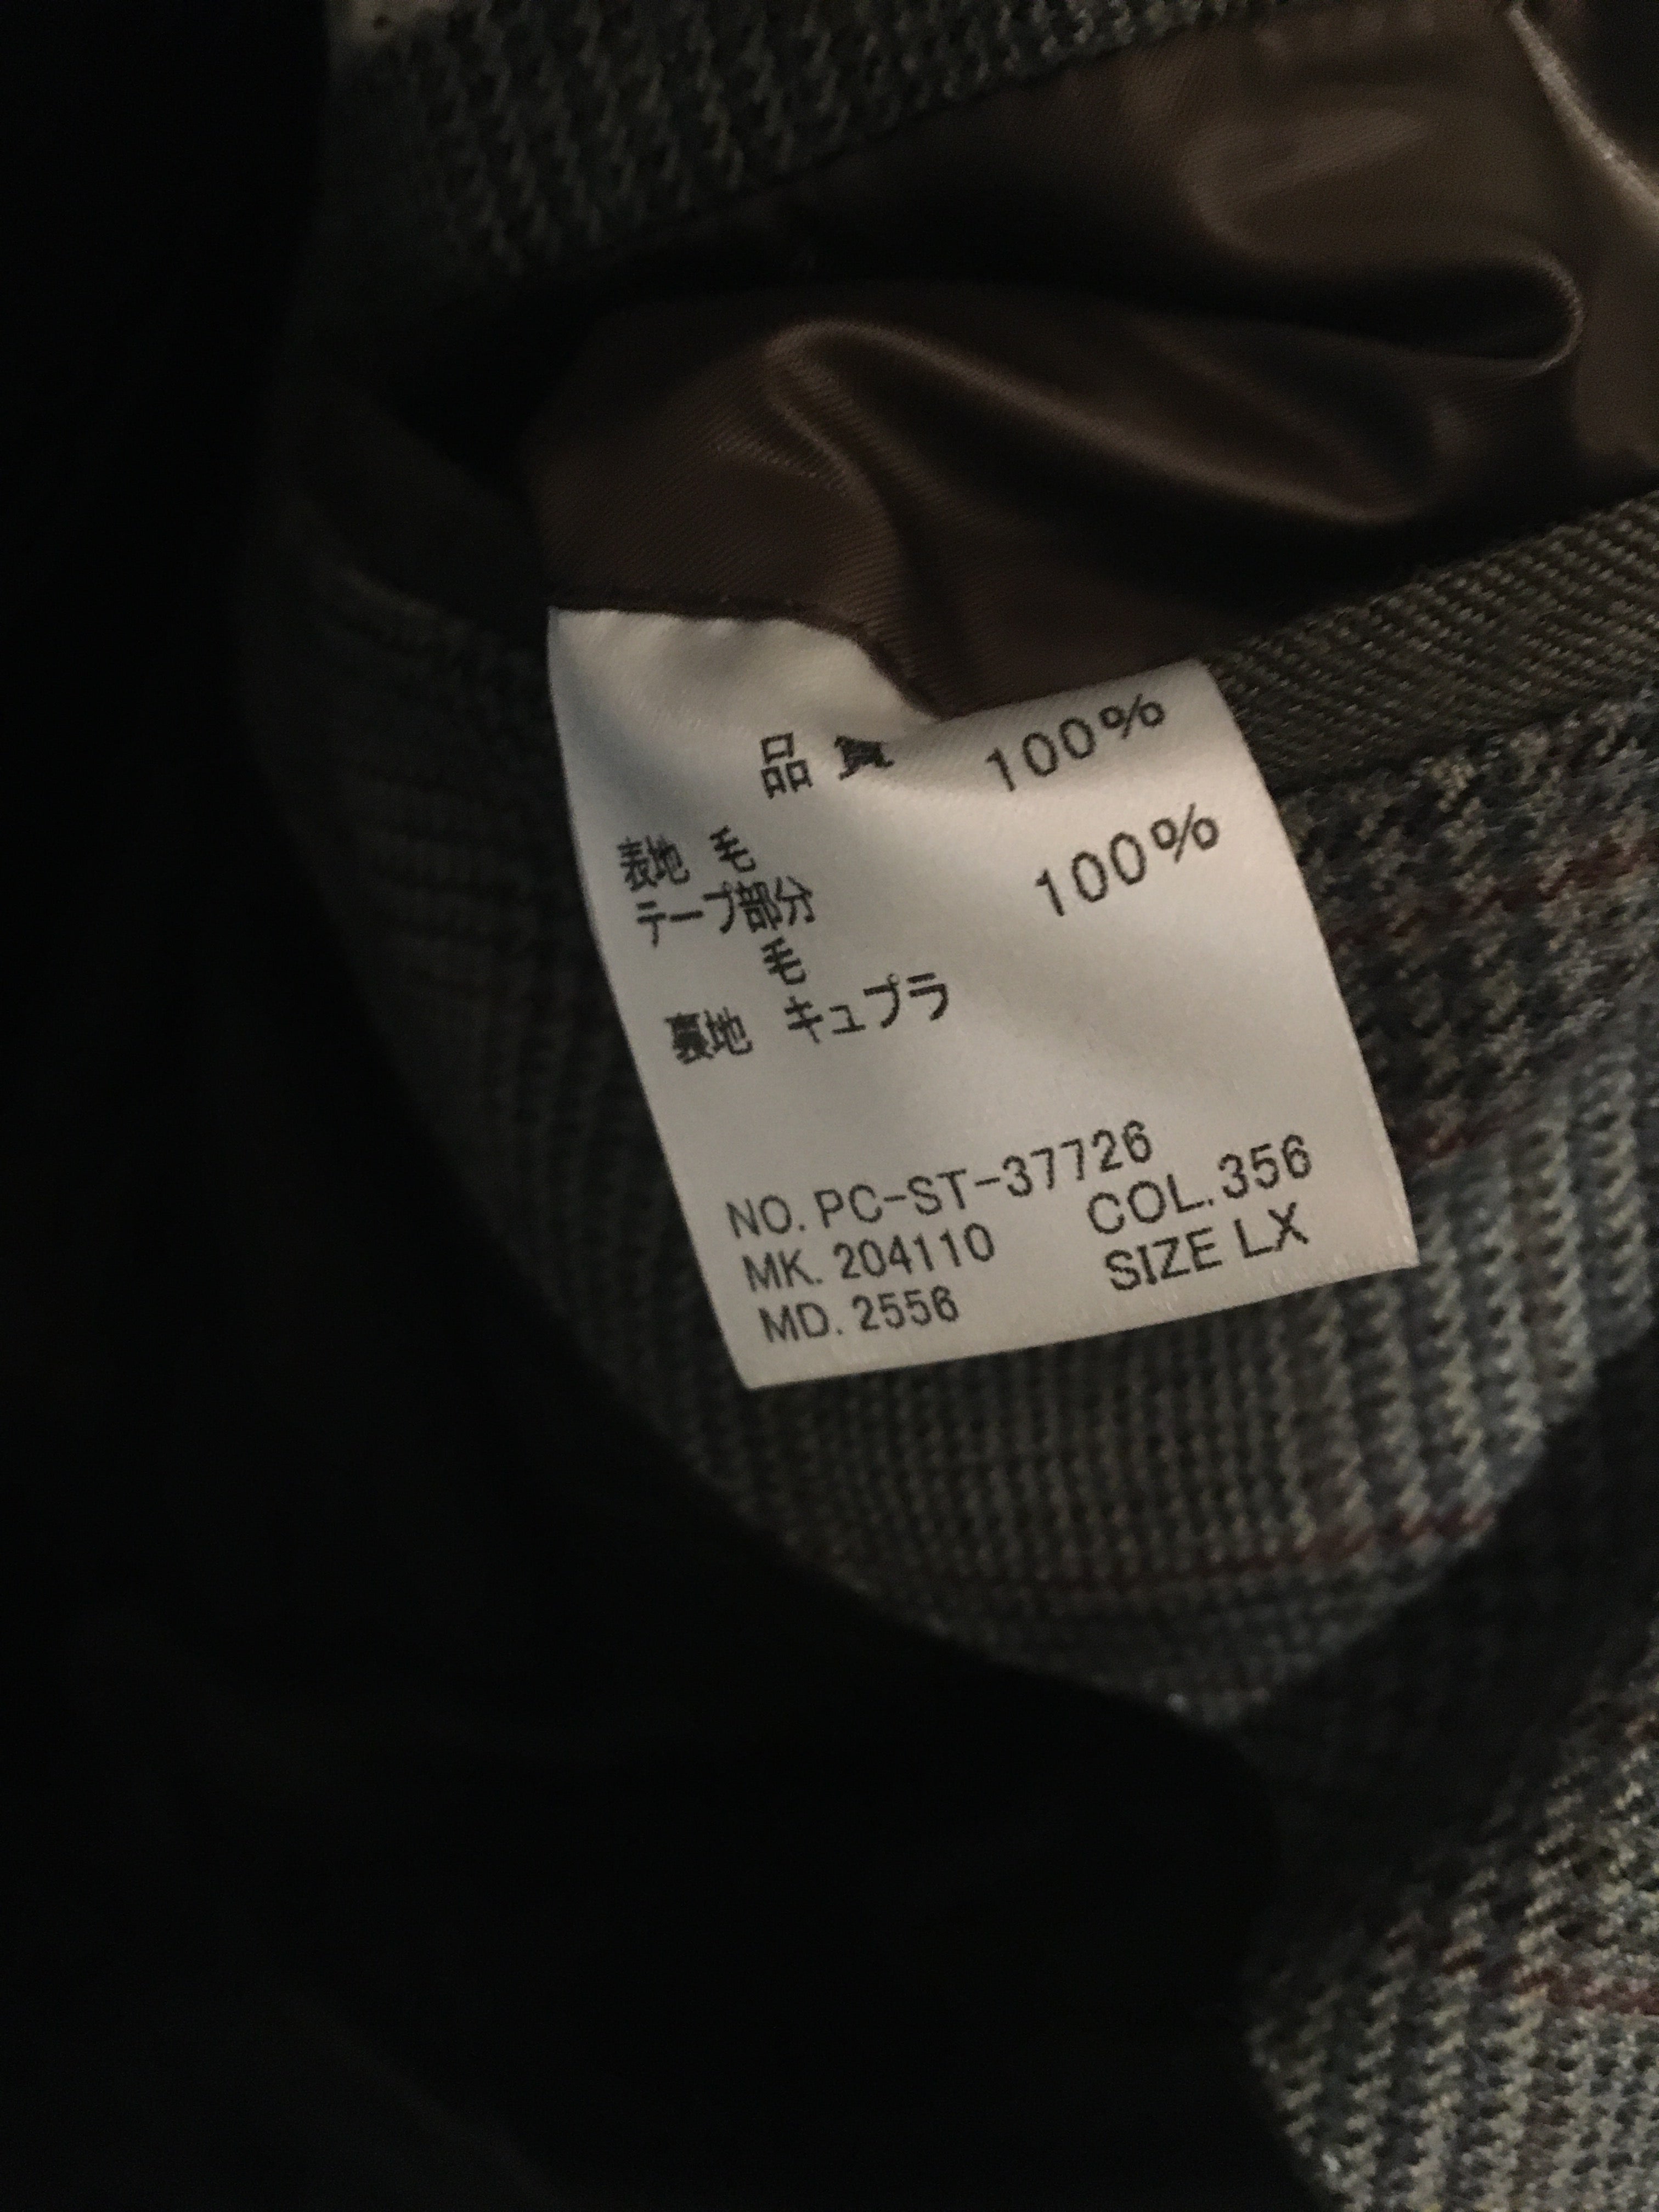 品質
表地 毛 100%
テープ部分
毛 100%
裏地 キュプラ
NO. PC-ST-37726
MK. 204110 COL. 356
MD. 2556 SIZE LX